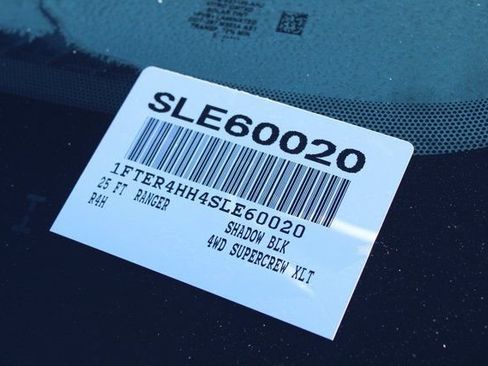 SLE60020
1FTER4HH4SLE60020
25 FT RANGER SHADOW BLK
R4H 4WD SUPERCREW XLT